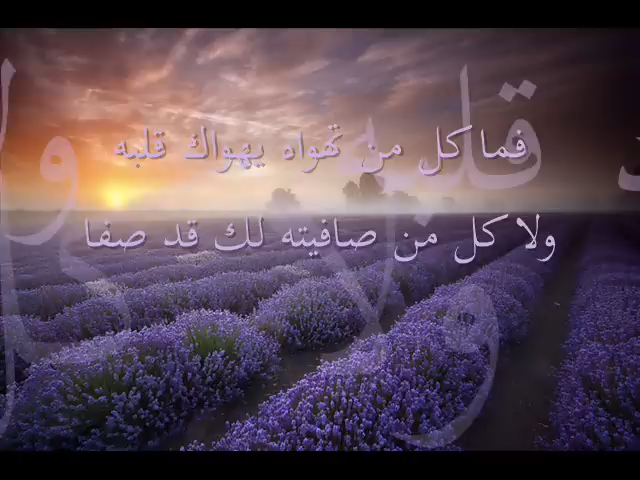 فما كل من تهواه يهواك قلبه
ولا كل من صافيته لك قد صفا